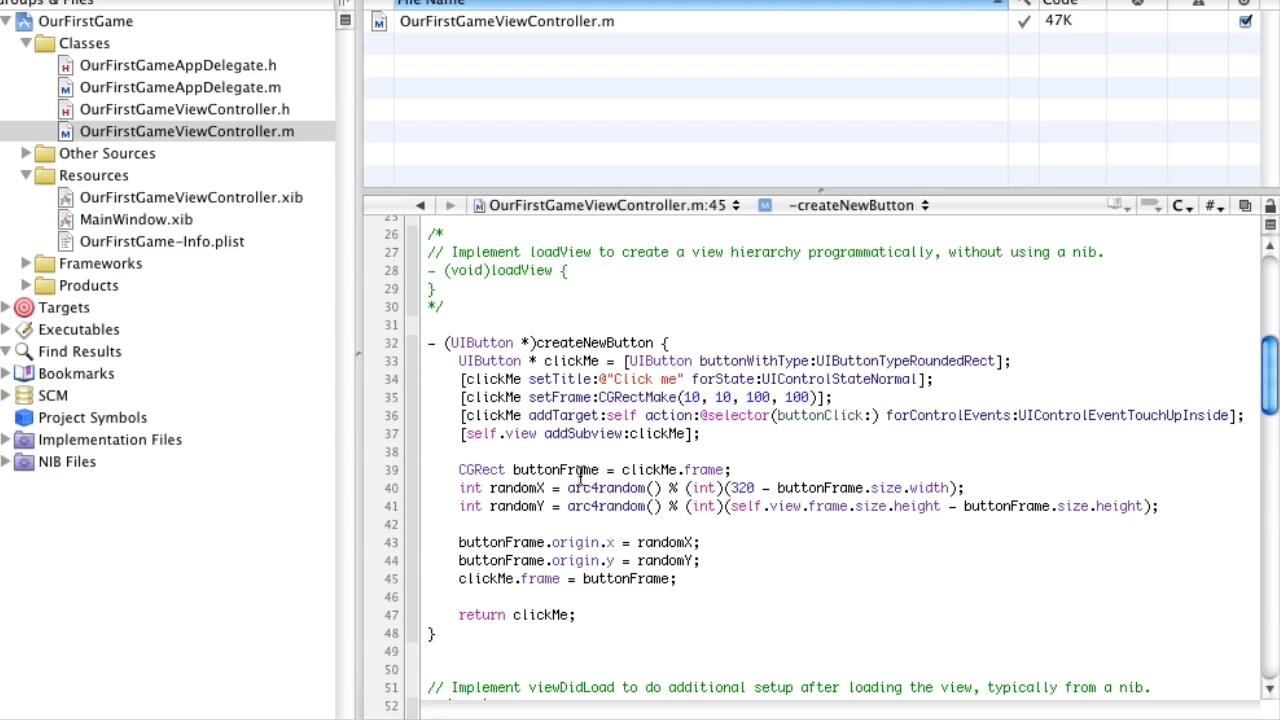 Groups & Files
File Name
Code
OurFirstGame
OurFirstGameViewController.m
47K
Classes
OurFirstGameAppDelegate.h
OurFirstGameAppDelegate.m
OurFirstGameViewController.h
OurFirstGameViewController.m
Other Sources
Resources
OurFirstGameViewController.xib
MainWindow.xib
OurFirstGame-Info.plist
Frameworks
Products
Targets
Executables
Find Results
Bookmarks
SCM
Project Symbols
Implementation Files
NIB Files
OurFirstGameViewController.m:45
-createNewButton
C
#
25
26 /*
27 // Implement loadView to create a view hierarchy programmatically, without using a nib.
28 - (void)loadView {
29 }
30 */
31
32 - (UIButton *)createNewButton {
33 UIButton * clickMe = [UIButton buttonWithType:UIButtonTypeRoundedRect];
34 [clickMe setTitle:@"Click me" forState:UIControlStateNormal];
35 [clickMe setFrame:CGRectMake(10, 10, 100, 100)];
36 [clickMe addTarget:self action:@selector(buttonClick:) forControlEvents:UIControlEventTouchUpInside];
37 [self.view addSubview:clickMe];
38
39 CGRect buttonFrame = clickMe.frame;
40 int randomX = arc4random() % (int)(320 - buttonFrame.size.width);
41 int randomY = arc4random() % (int)(self.view.frame.size.height - buttonFrame.size.height);
42
43 buttonFrame.origin.x = randomX;
44 buttonFrame.origin.y = randomY;
45 clickMe.frame = buttonFrame;
46
47 return clickMe;
48 }
49
50
51 // Implement viewDidLoad to do additional setup after loading the view, typically from a nib.
52